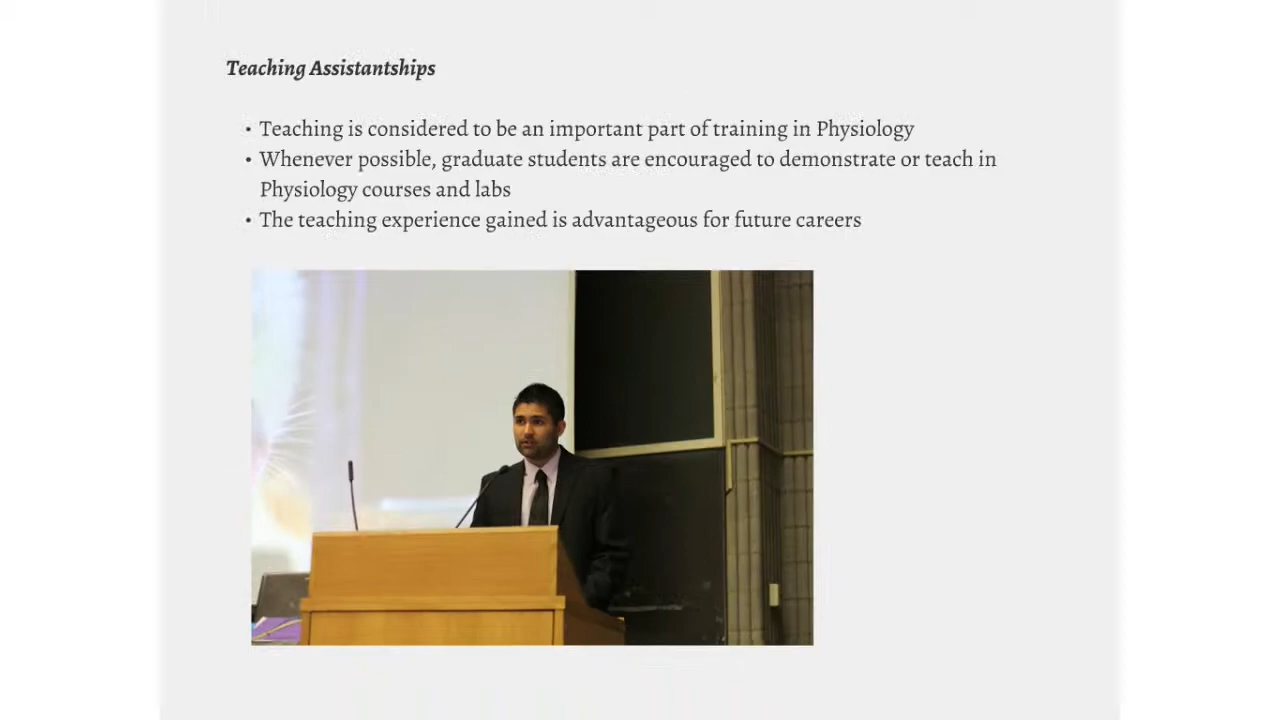 Teaching Assistantships
• Teaching is considered to be an important part of training in Physiology
• Whenever possible, graduate students are encouraged to demonstrate or teach in
Physiology courses and labs
• The teaching experience gained is advantageous for future careers